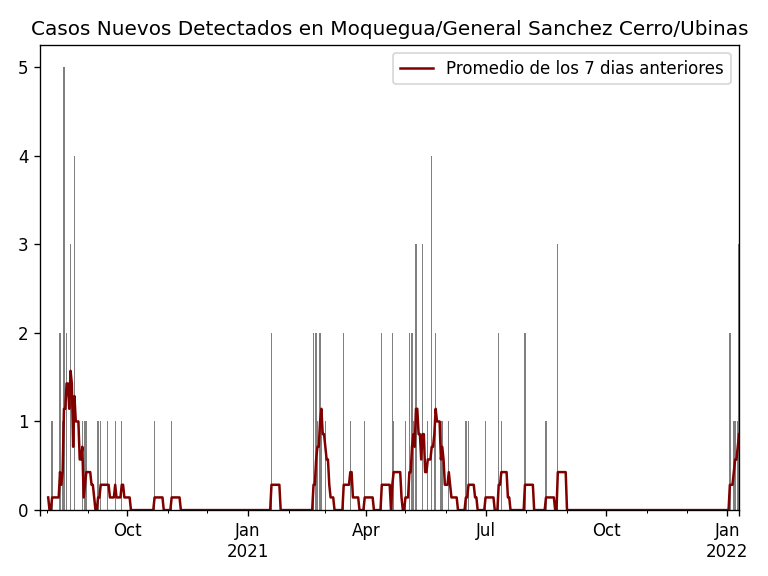 Casos Nuevos Detectados en Moquegua/General Sanchez Cerro/Ubinas
Promedio de los 7 dias anteriores
5
4
3
2
1
0
Oct
Jan
2021
Apr
Jul
Oct
Jan
2022